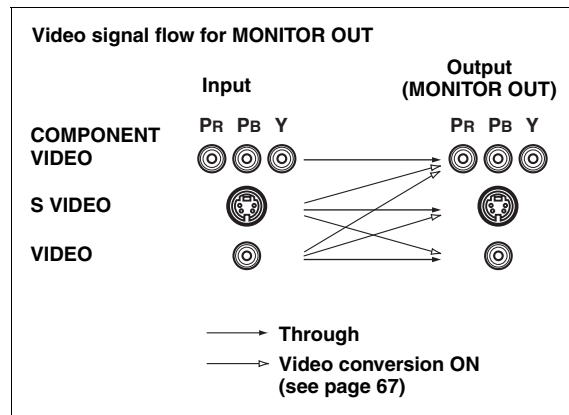 Video signal flow for MONITOR OUT
Input
Output
(MONITOR OUT)
PR PB Y
PR PB Y
COMPONENT
VIDEO
S VIDEO
VIDEO
Through
Video conversion ON
(see page 67)